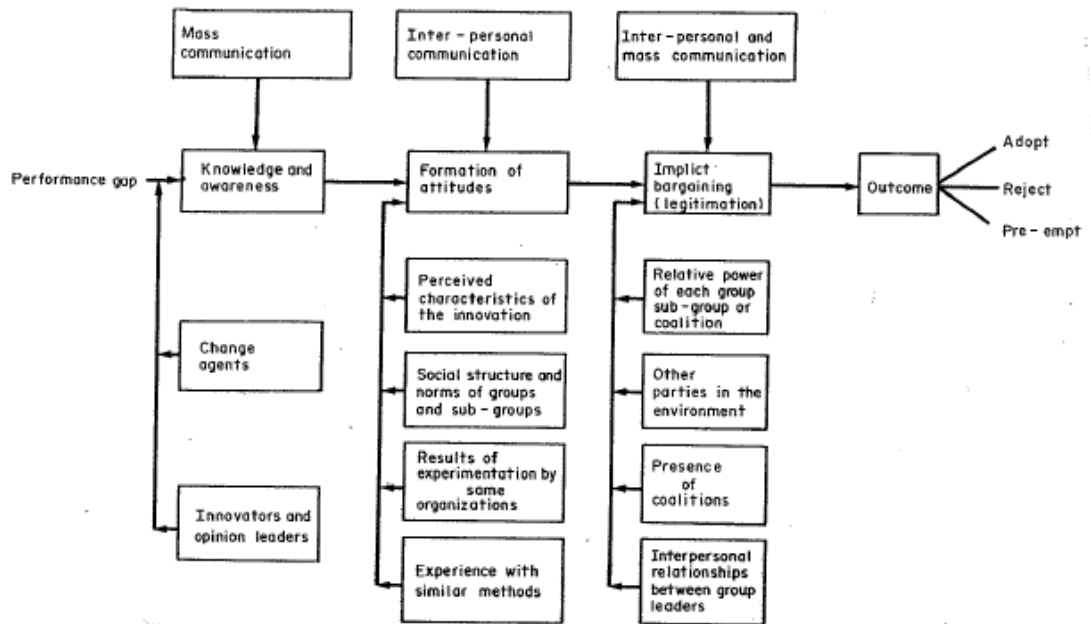 Mass
communication
Inter - personal
communication
Inter - personal and
mass communication
Performance gap
Knowledge and
awareness
Formation of
attitudes
Implict
bargaining
(legitimation)
Outcome
Adopt
Reject
Pre - empt
Change
agents
Innovators and
opinion leaders
Perceived
characteristics of
the innovation
Social structure and
norms of groups
and sub - groups
Results of
experimentation by
same
organizations
Experience with
similar methods
Relative power
of each group
sub - group or
coalition
Other
parties in the
environment
Presence
of
coalitions
Interpersonal
relationships
between group
leaders